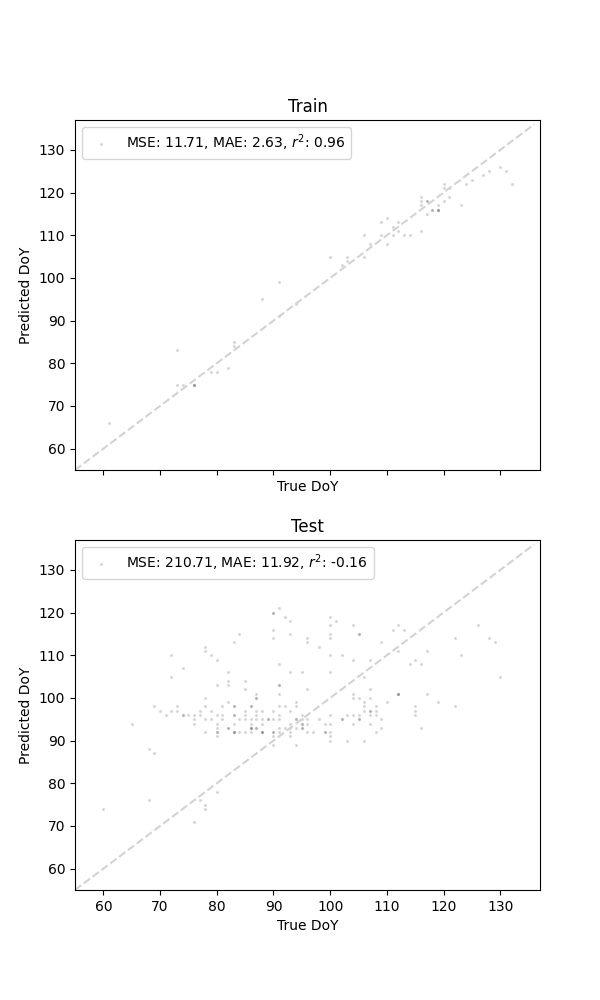 Train
MSE: 11.71, MAE: 2.63, r²: 0.96
130
120
110
100
90
80
70
60
Predicted DoY
True DoY
Test
MSE: 210.71, MAE: 11.92, r²: -0.16
130
120
110
100
90
80
70
60
Predicted DoY
60 70 80 90 100 110 120 130
True DoY